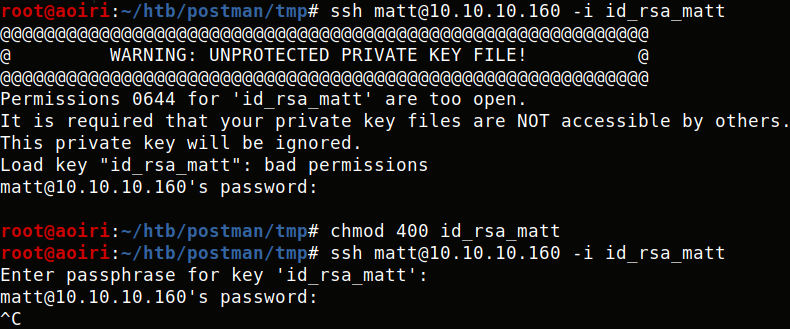 root@aoiri:~/htb/postman/tmp# ssh matt@10.10.10.160 -i id_rsa_matt
@@@@@@@@@@@@@@@@@@@@@@@@@@@@@@@@@@@@@@@@@@@@@@@@@@@@@@@@@@@
@         WARNING: UNPROTECTED PRIVATE KEY FILE!          @
@@@@@@@@@@@@@@@@@@@@@@@@@@@@@@@@@@@@@@@@@@@@@@@@@@@@@@@@@@@
Permissions 0644 for 'id_rsa_matt' are too open.
It is required that your private key files are NOT accessible by others.
This private key will be ignored.
Load key "id_rsa_matt": bad permissions
matt@10.10.10.160's password:
root@aoiri:~/htb/postman/tmp# chmod 400 id_rsa_matt
root@aoiri:~/htb/postman/tmp# ssh matt@10.10.10.160 -i id_rsa_matt
Enter passphrase for key 'id_rsa_matt':
matt@10.10.10.160's password:
^C